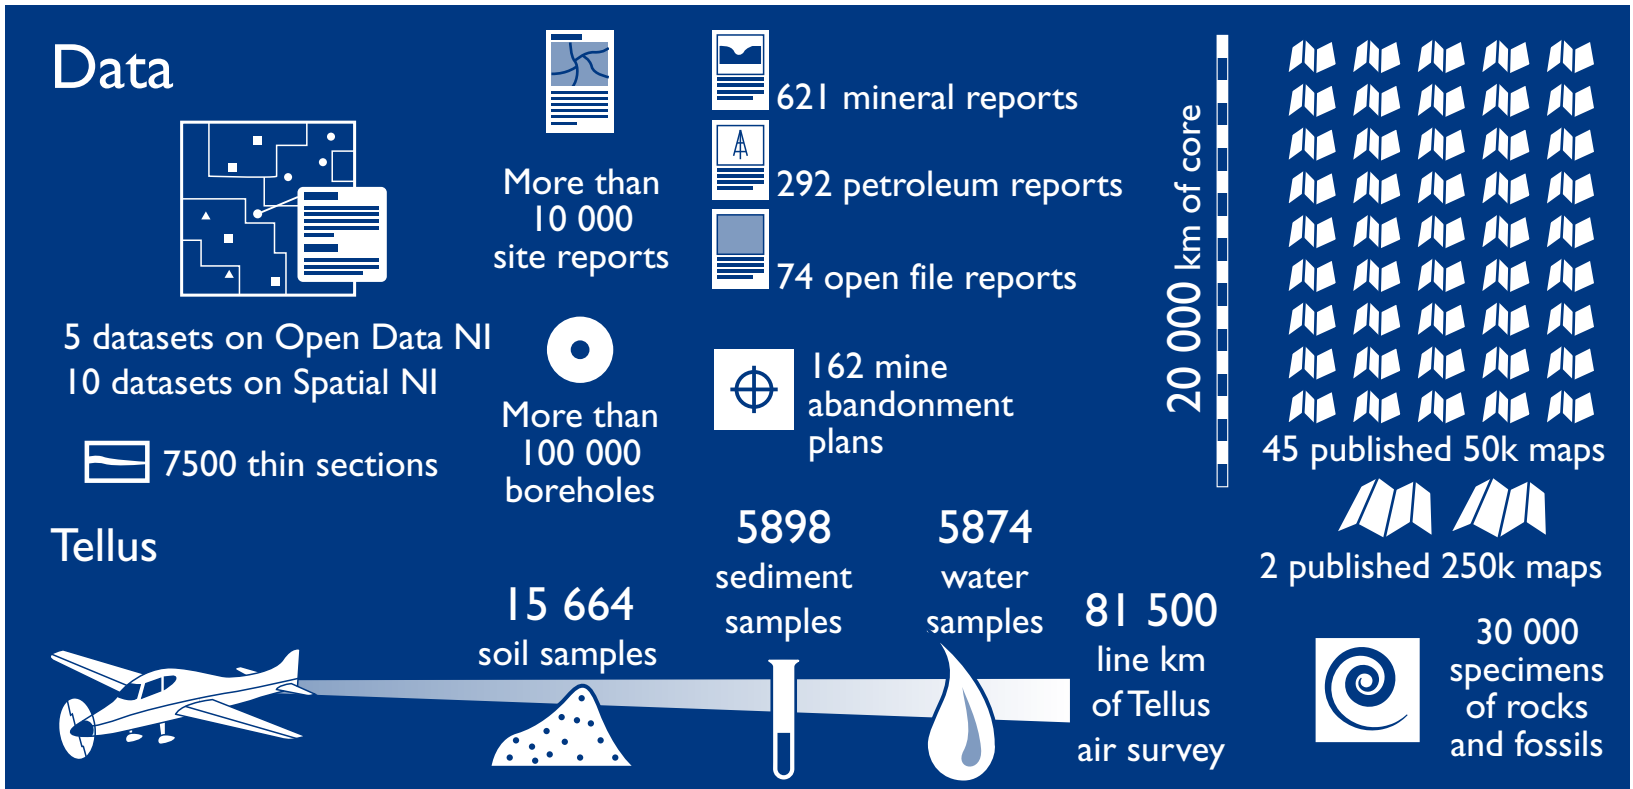 Data
5 datasets on Open Data NI
10 datasets on Spatial NI
7500 thin sections
More than
10 000
site reports
More than
100 000
boreholes
621 mineral reports
292 petroleum reports
74 open file reports
162 mine
abandonment
plans
20 000 km of core
45 published 50k maps
2 published 250k maps
Tellus
15 664
soil samples
5898
sediment
samples
5874
water
samples
81 500
line km
of Tellus
air survey
30 000
specimens
of rocks
and fossils